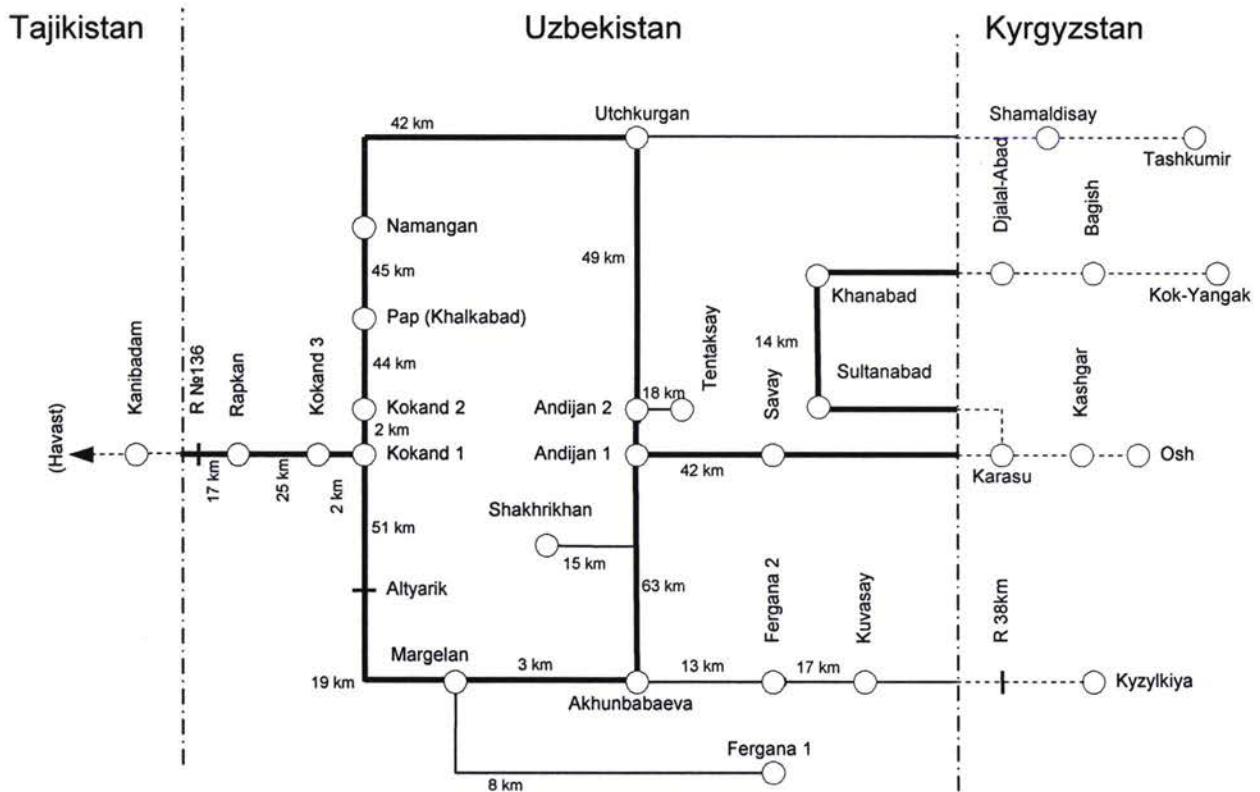 Tajikistan
Uzbekistan
Kyrgyzstan
42 km
Utchkurgan
Shamaldisay
Tashkumir
Djalal-Abad
Bagish
Namangan
45 km
49 km
Khanabad
Kok-Yangak
Pap (Khalkabad)
Kanibadam
R №136
Rapkan
Kokand 3
44 km
Tentaksay
14 km
Savay
Sultanabad
Kashgar
Kokand 2
Andijan 2
18 km
2 km
(Havast)
Kokand 1
Andijan 1
42 km
Karasu
Osh
17 km
25 km
2 km
51 km
Shakhrikhan
15 km
63 km
Altyarik
Fergana 2
Kuvasay
R 38km
Margelan
3 km
13 km
17 km
19 km
Akhunbabaeva
Kyzylkiya
Fergana 1
8 km